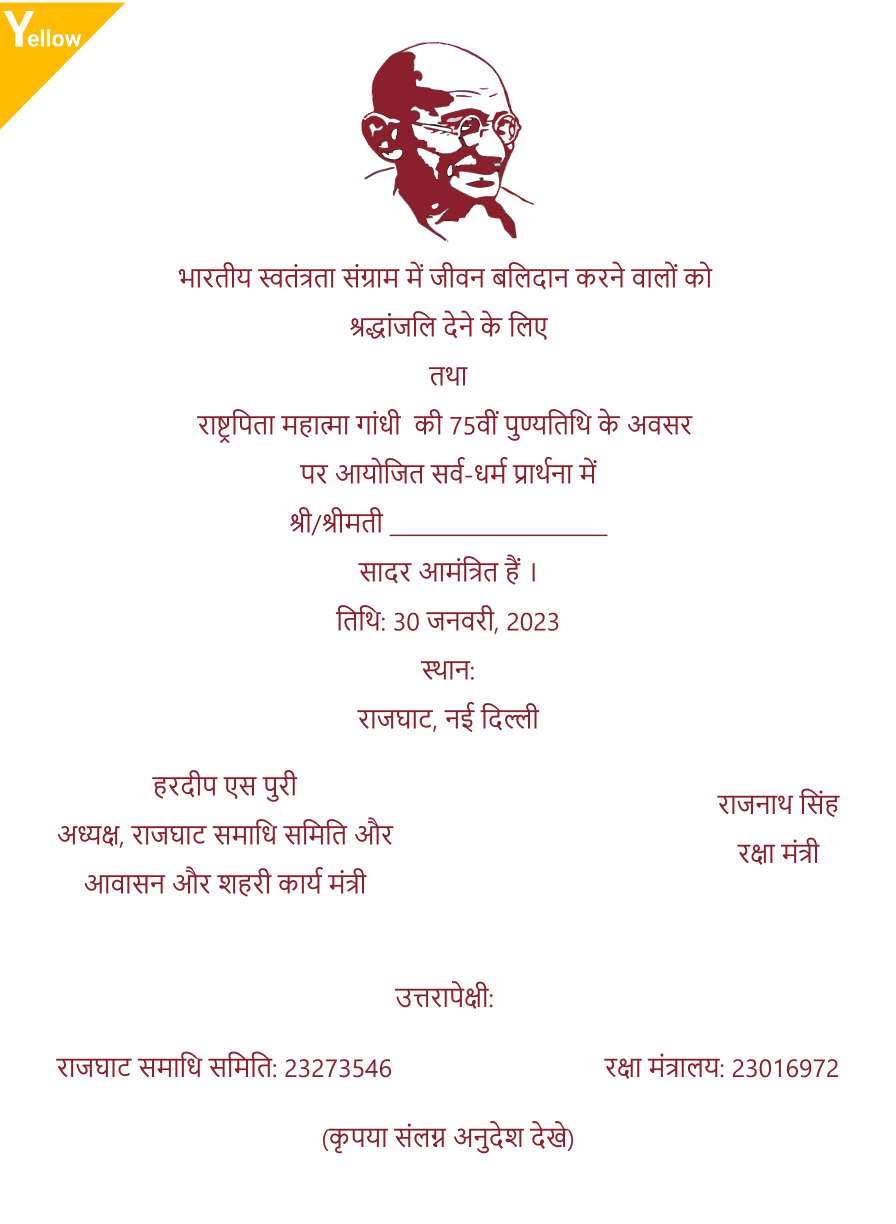 Yellow
भारतीय स्वतंत्रता संग्राम में जीवन बलिदान करने वालों को
श्रद्धांजलि देने के लिए
तथा
राष्ट्रपिता महात्मा गांधी की 75वीं पुण्यतिथि के अवसर
पर आयोजित सर्व-धर्म प्रार्थना में
श्री/श्रीमती __________________
सादर आमंत्रित हैं ।
तिथि: 30 जनवरी, 2023
स्थान:
राजघाट, नई दिल्ली
हरदीप एस पुरी
अध्यक्ष, राजघाट समाधि समिति और
आवासन और शहरी कार्य मंत्री
राजनाथ सिंह
रक्षा मंत्री
उत्तरापेक्षी:
राजघाट समाधि समिति: 23273546
रक्षा मंत्रालय: 23016972
(कृपया संलग्न अनुदेश देखे)